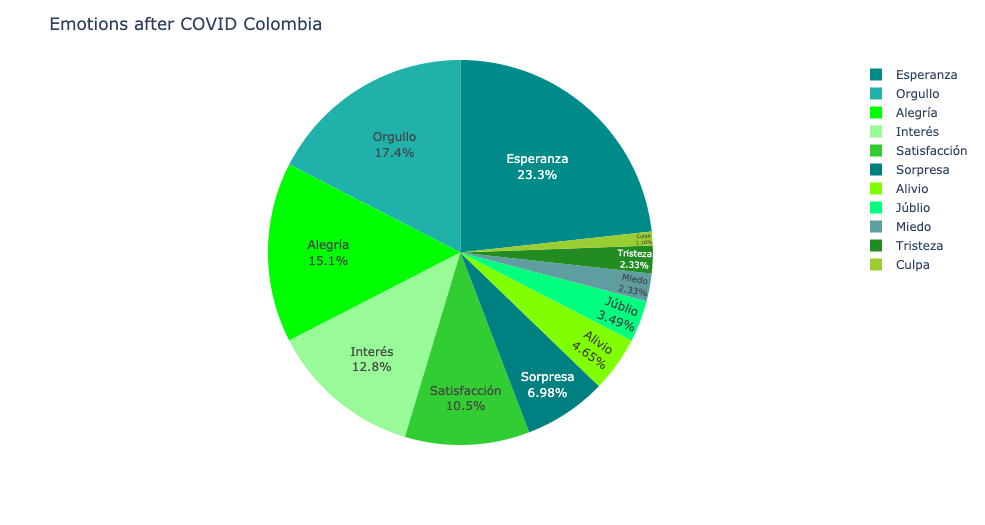 Emotions after COVID Colombia
Esperanza
23.3%
Orgullo
17.4%
Alegría
15.1%
Interés
12.8%
Satisfacción
10.5%
Sorpresa
6.98%
Alivio
4.65%
Júblio
3.49%
Miedo
2.33%
Tristeza
2.33%
Culpa
1.16%
Esperanza
Orgullo
Alegría
Interés
Satisfacción
Sorpresa
Alivio
Júblio
Miedo
Tristeza
Culpa